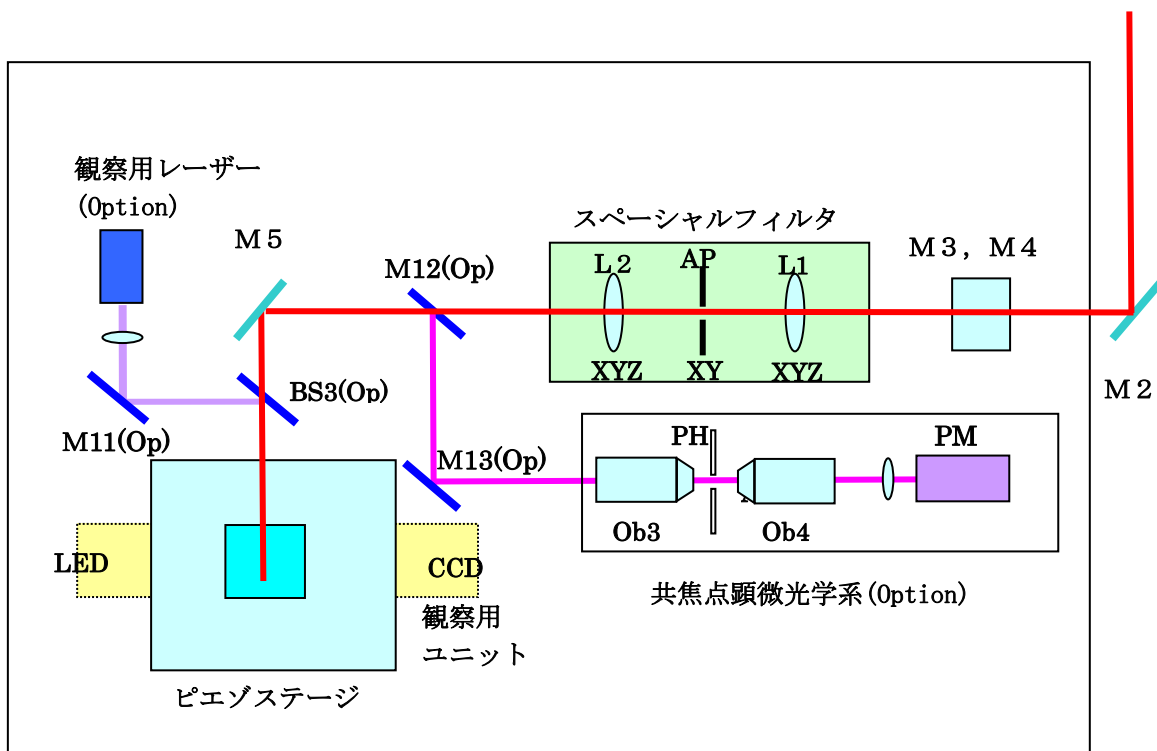 観察用レーザー
(Option)
M5
M12(Op)
スペーシャルフィルタ
L2
AP
L1
XYZ
XY
XYZ
M3, M4
M2
BS3(Op)
M11(Op)
M13(Op)
PH
PM
Ob3
Ob4
共焦点顕微光学系(Option)
LED
CCD
観察用
ユニット
ピエゾステージ